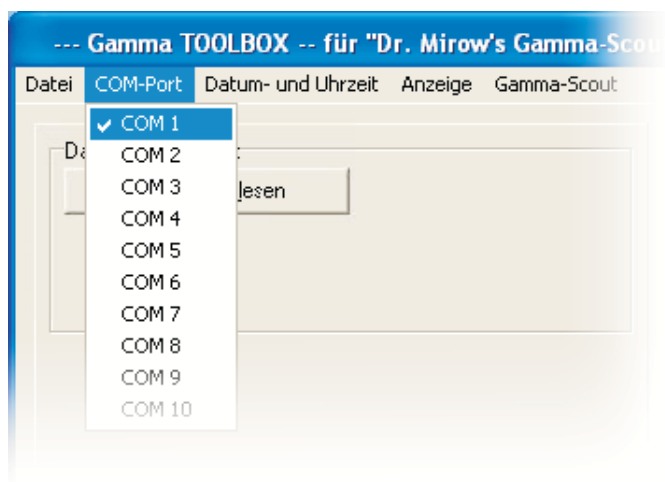 --- Gamma TOOLBOX -- für "Dr. Mirow's Gamma-Scou
Datei COM-Port Datum- und Uhrzeit Anzeige Gamma-Scout
COM 1
COM 2
COM 3
lesen
COM 4
COM 5
COM 6
COM 7
COM 8
COM 9
COM 10